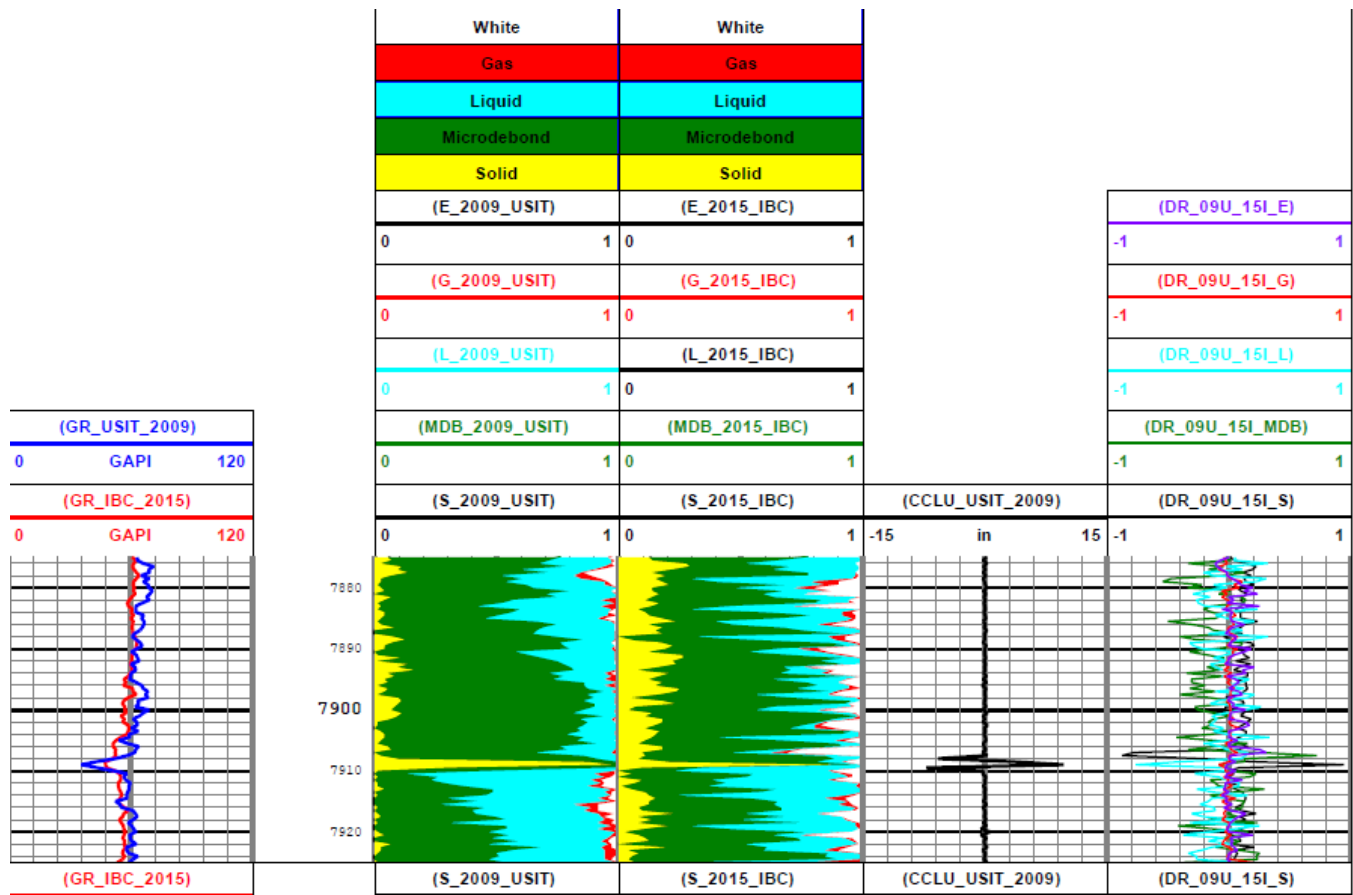 White White
Gas Gas
Liquid Liquid
Microdebond Microdebond
Solid Solid
(E_2009_USIT) (E_2015_IBC) (DR_09U_15I_E)
0 1 0 1 -1 1
(G_2009_USIT) (G_2015_IBC) (DR_09U_15I_G)
0 1 0 1 -1 1
(L_2009_USIT) (L_2015_IBC) (DR_09U_15I_L)
0 1 0 1 -1 1
(GR_USIT_2009) (MDB_2009_USIT) (MDB_2015_IBC) (DR_09U_15I_MDB)
0 GAPI 120 0 1 0 1 -1 1
(GR_IBC_2015) (S_2009_USIT) (S_2015_IBC) (CCLU_USIT_2009) (DR_09U_15I_S)
0 GAPI 120 0 1 0 1 -15 in 15 -1 1
7880
7890
7900
7910
7920
(GR_IBC_2015) (S_2009_USIT) (S_2015_IBC) (CCLU_USIT_2009) (DR_09U_15I_S)